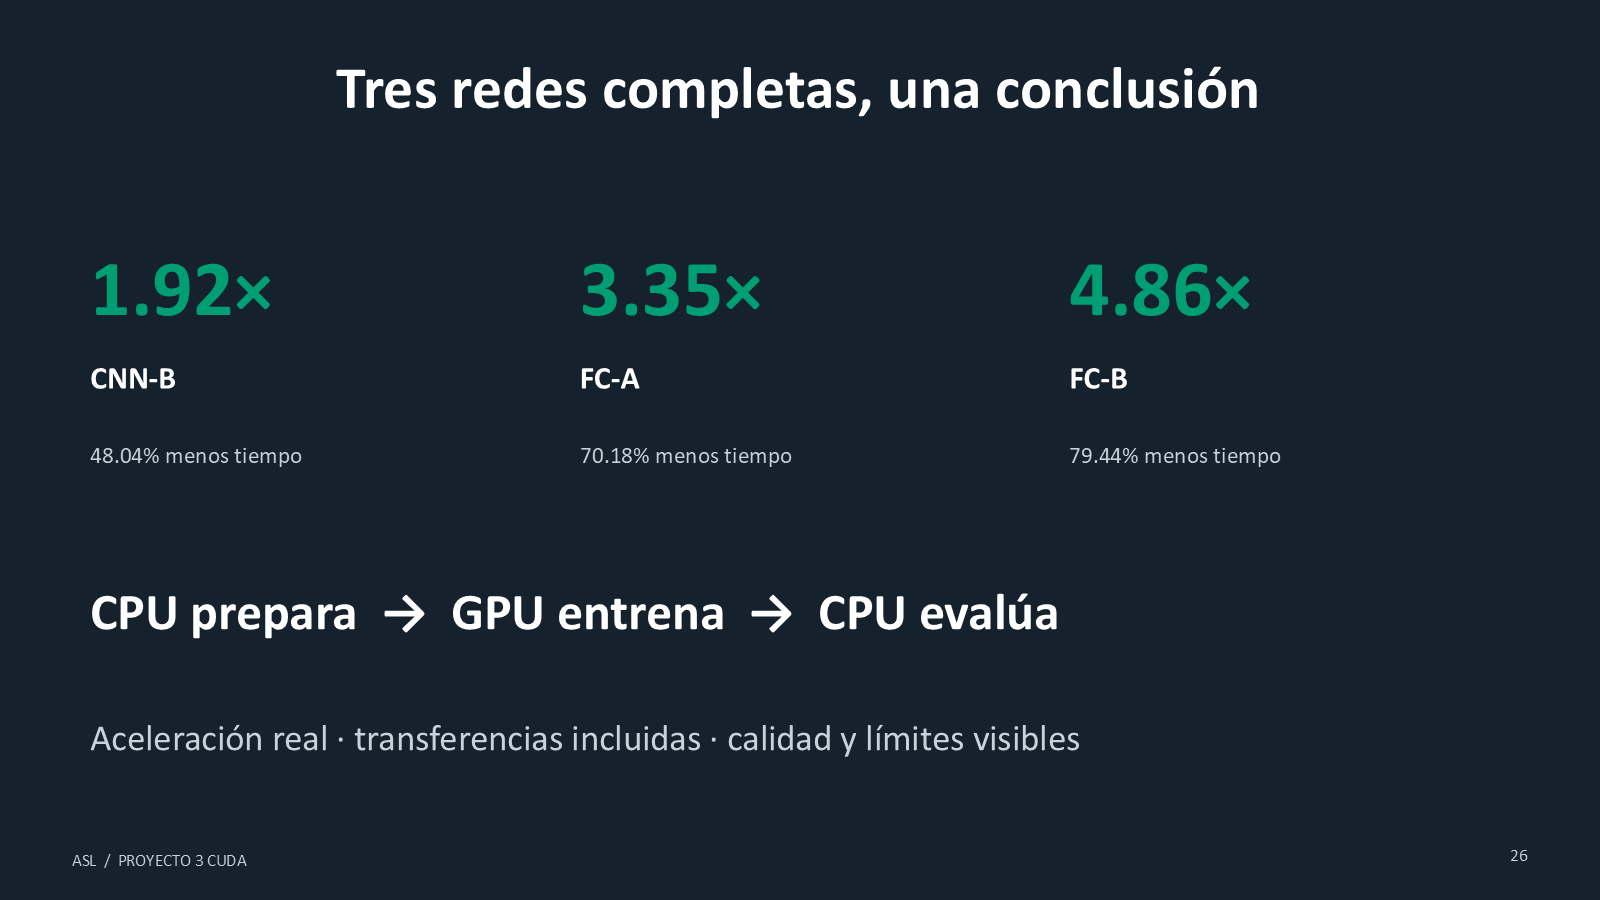 Tres redes completas, una conclusión
1.92×
CNN-B
48.04% menos tiempo
3.35×
FC-A
70.18% menos tiempo
4.86×
FC-B
79.44% menos tiempo
CPU prepara → GPU entrena → CPU evalúa
Aceleración real · transferencias incluidas · calidad y límites visibles
ASL / PROYECTO 3 CUDA
26